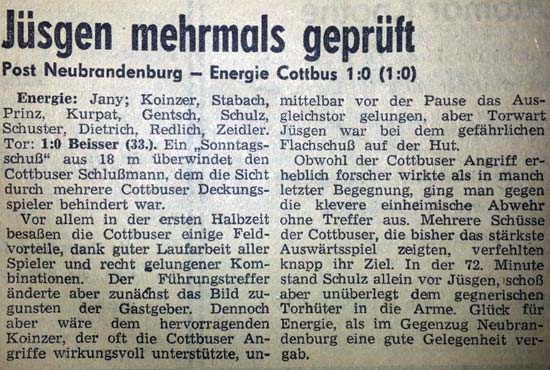 Jüsgen mehrmals geprüft
Post Neubrandenburg – Energie Cottbus 1:0 (1:0)
Energie: Jany; Koinzer, Stabach,
Prinz, Kurpat, Gentsch, Schulz,
Schuster, Dietrich, Redlich, Zeidler.
Tor: 1:0 Beisser (33.). Ein „Sonntags-
schuß" aus 18 m überwindet den
Cottbuser Schlußmann, dem die Sicht
durch mehrere Cottbuser Deckungs-
spieler behindert war.
Vor allem in der ersten Halbzeit
besaßen die Cottbuser einige Feld-
vorteile, dank guter Laufarbeit aller
Spieler und recht gelungener Kom-
binationen. Der Führungstreffer
änderte aber zunächst das Bild zu-
gunsten der Gastgeber. Dennoch
aber wäre dem hervorragenden
Koinzer, der oft die Cottbuser An-
griffe wirkungsvoll unterstützte, un-
mittelbar vor der Pause das Aus-
gleichstor gelungen, aber Torwart
Jüsgen war bei dem gefährlichen
Flachschuß auf der Hut.
Obwohl der Cottbuser Angriff er-
heblich forscher wirkte als in manch
letzter Begegnung, ging man gegen
die klevere einheimische Abwehr
ohne Treffer aus. Mehrere Schüsse
der Cottbuser, die bisher das stärkste
Auswärtsspiel zeigten, verfehlten
knapp ihr Ziel. In der 72. Minute
stand Schulz allein vor Jüsgen, schoß
aber unüberlegt dem gegnerischen
Torhüter in die Arme. Glück für
Energie, als im Gegenzug Neubran-
denburg eine gute Gelegenheit ver-
gab.